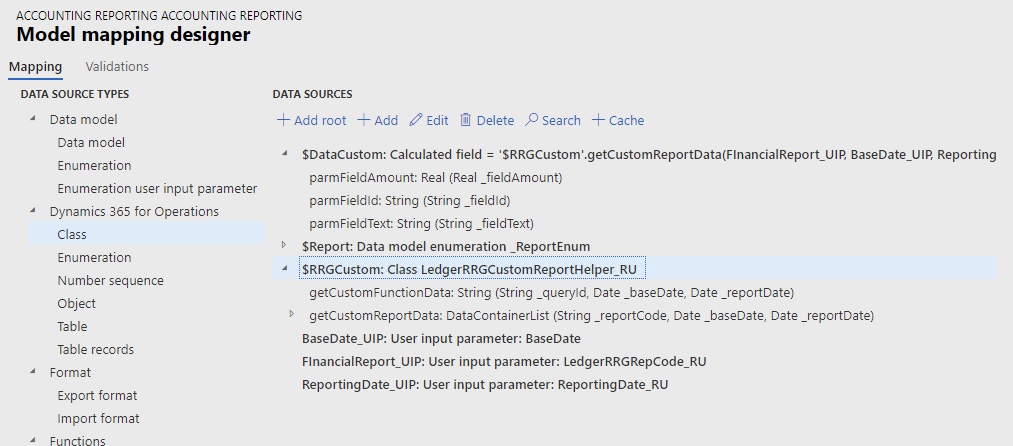 ACCOUNTING REPORTING ACCOUNTING REPORTING
Model mapping designer
Mapping Validations
DATA SOURCE TYPES
Data model
Data model
Enumeration
Enumeration user input parameter
Dynamics 365 for Operations
Class
Enumeration
Number sequence
Object
Table
Table records
Format
Export format
Import format
Functions
DATA SOURCES
Add root Add Edit Delete Search Cache
$DataCustom: Calculated field = '$RRGCustom'.getCustomReportData(FInancialReport_UIP, BaseDate_UIP, Reporting
parmFieldAmount: Real (Real _fieldAmount)
parmFieldId: String (String _fieldId)
parmFieldText: String (String _fieldText)
$Report: Data model enumeration _ReportEnum
$RRGCustom: Class LedgerRRGCustomReportHelper_RU
getCustomFunctionData: String (String _queryId, Date _baseDate, Date _reportDate)
getCustomReportData: DataContainerList (String _reportCode, Date _baseDate, Date _reportDate)
BaseDate_UIP: User input parameter: BaseDate
FInancialReport_UIP: User input parameter: LedgerRRGRepCode_RU
ReportingDate_UIP: User input parameter: ReportingDate_RU